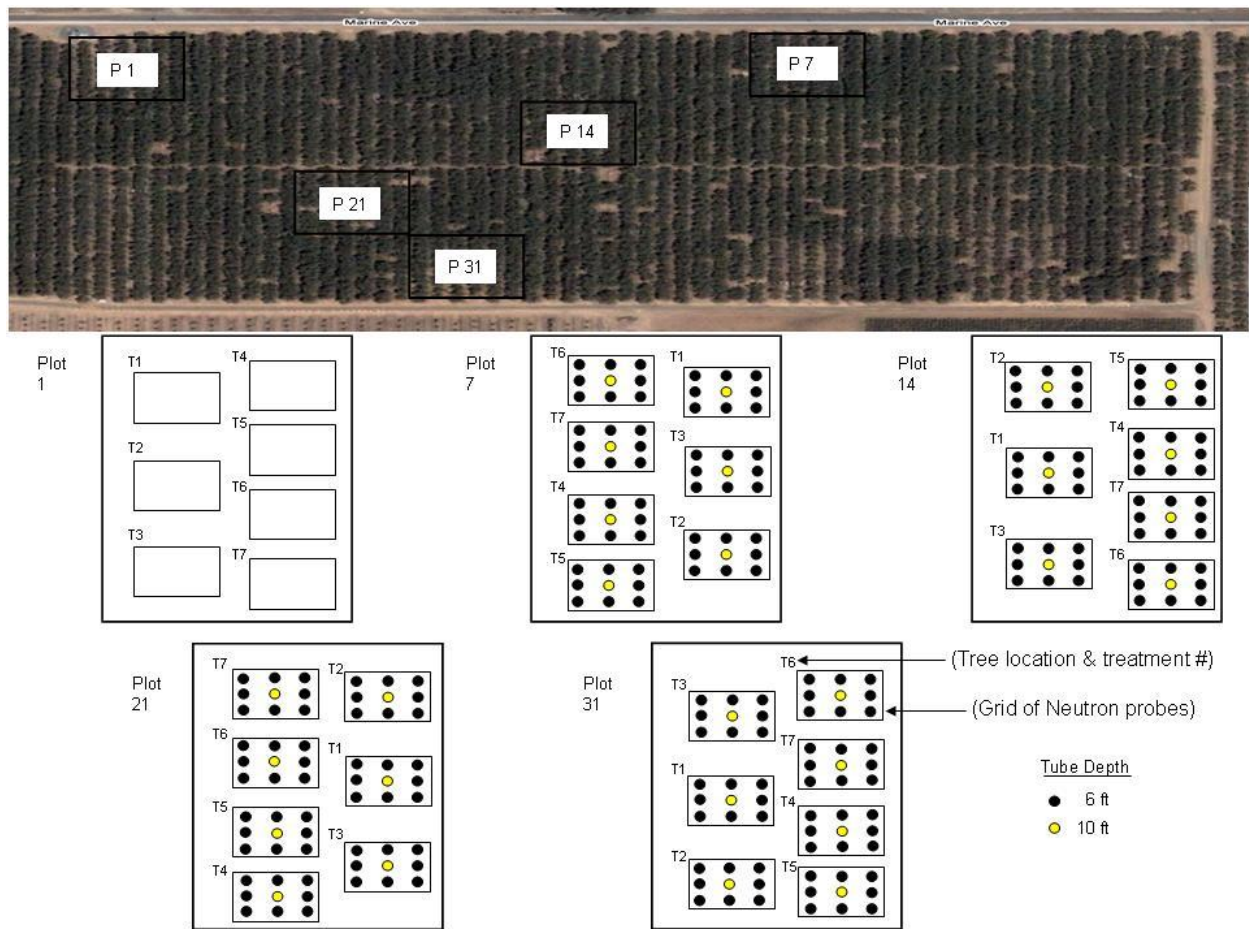 Marine Ave
Marine Ave
P 1
P 7
P 14
P 21
P 31
Plot
1
T1
T4
T5
T2
T6
T3
T7
Plot
7
T6
T1
T7
T3
T4
T2
T5
Plot
14
T2
T5
T4
T1
T7
T3
T6
Plot
21
T7
T2
T6
T1
T5
T3
T4
Plot
31
T6
T3
T7
T1
T4
T2
T5
(Tree location & treatment #)
(Grid of Neutron probes)
Tube Depth
6 ft
10 ft